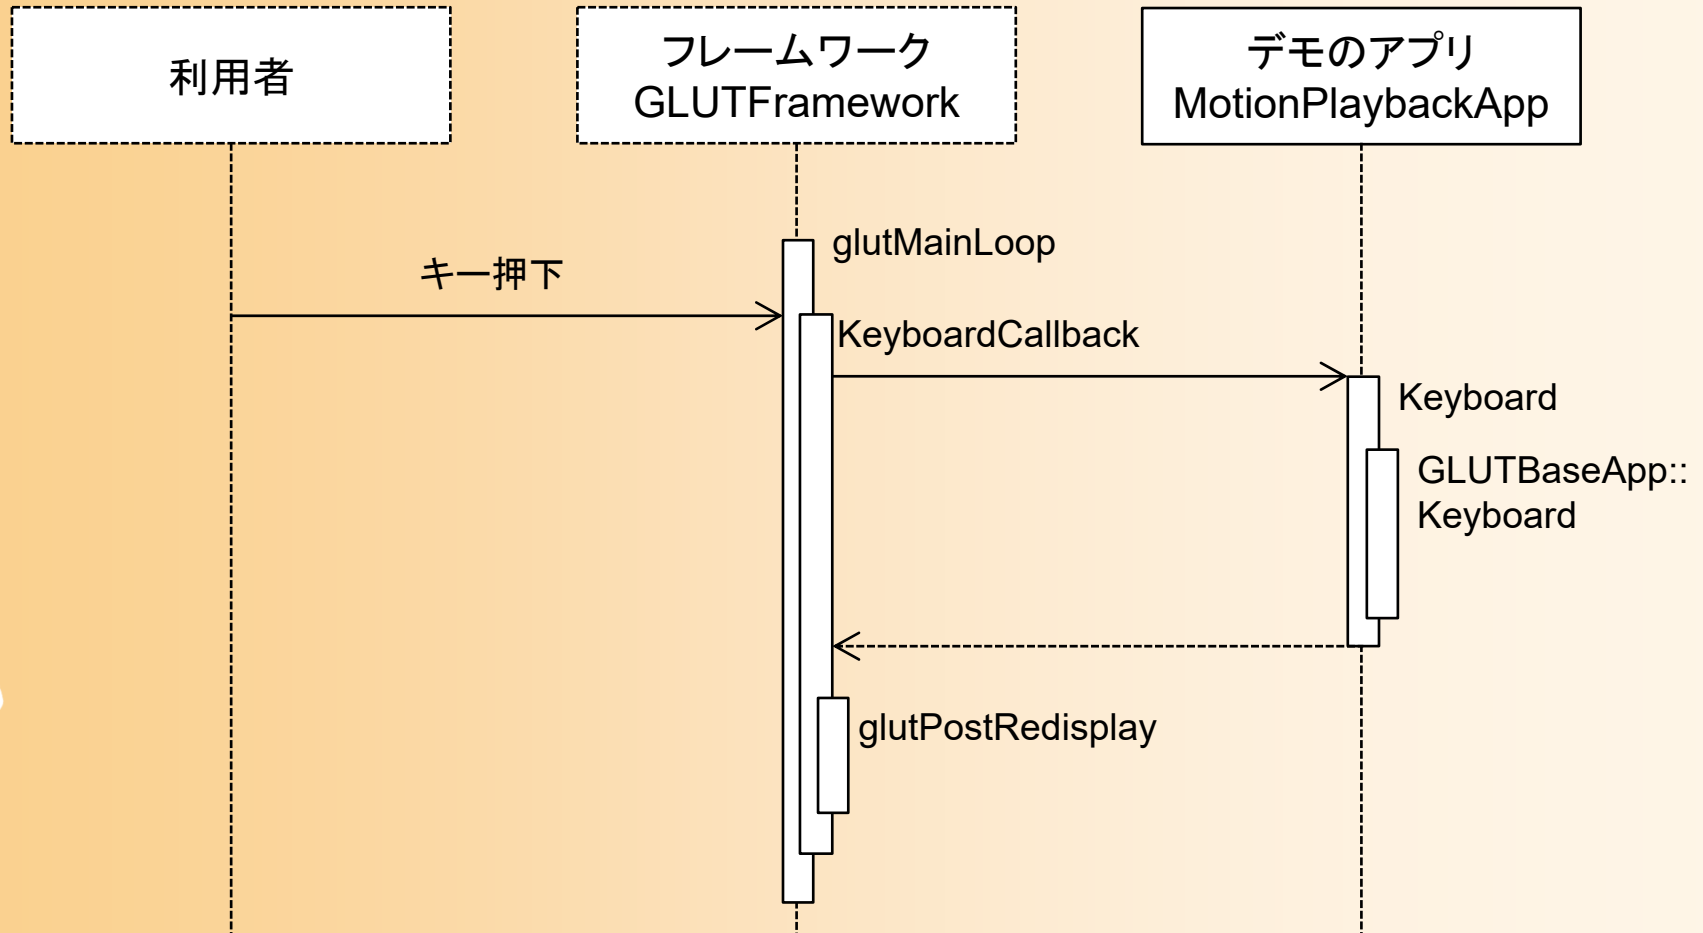 利用者
フレームワーク
GLUTFramework
デモのアプリ
MotionPlaybackApp
glutMainLoop
キー押下
KeyboardCallback
Keyboard
GLUTBaseApp::
Keyboard
glutPostRedisplay